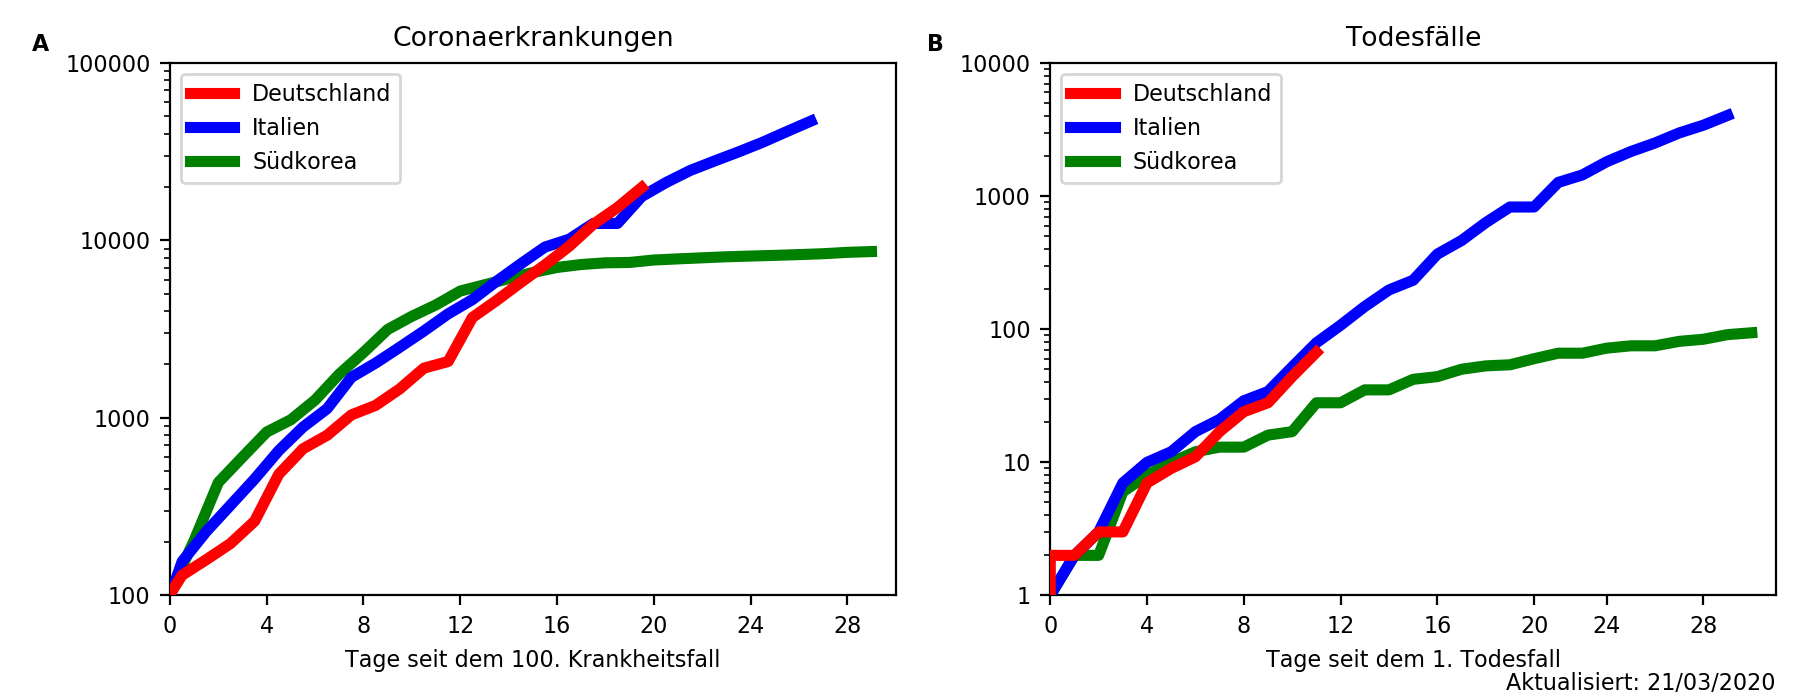 A
Coronaerkrankungen
100000
10000
1000
100
Deutschland
Italien
Südkorea
0 4 8 12 16 20 24 28
Tage seit dem 100. Krankheitsfall
B
Todesfälle
10000
1000
100
10
1
Deutschland
Italien
Südkorea
0 4 8 12 16 20 24 28
Tage seit dem 1. Todesfall
Aktualisiert: 21/03/2020